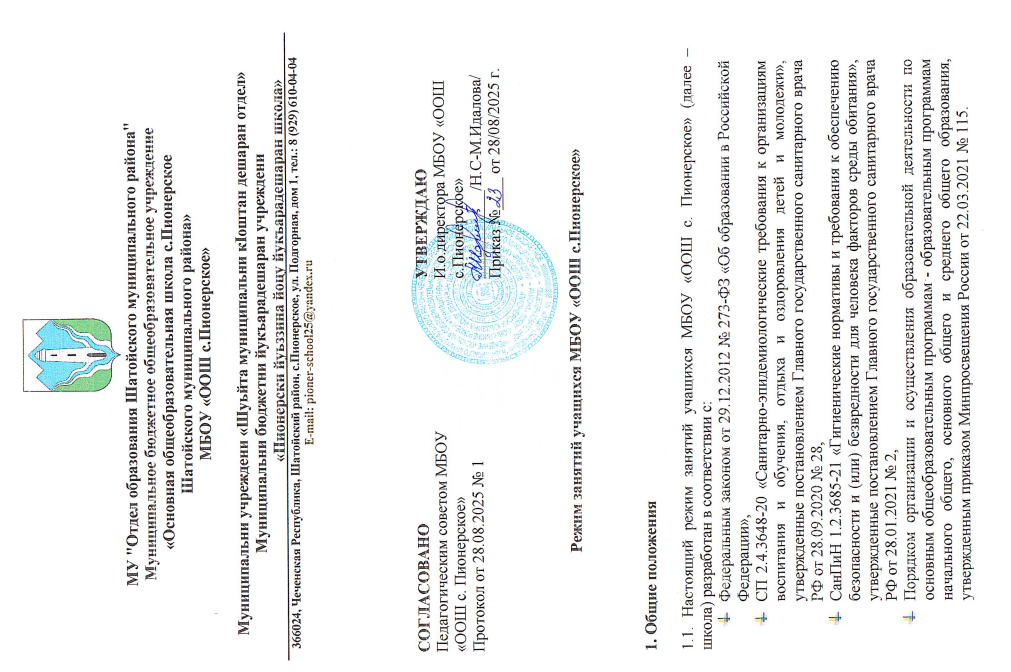 МУ "Отдел образования Шатойского муниципального района"
Муниципальное бюджетное общеобразовательное учреждение
«Основная общеобразовательная школа с.Пионерское
Шатойского муниципального района»
МБОУ «ООШ с.Пионерское»
Муниципальни учреждени «Шуьйта муниципальни кIоштан дешаран отдел»
Муниципальни бюджетни йукъарадешаран учреждени
«Пионерски йуьззина йоцу йукъарадешаран школа»
366024, Чеченская Республика, Шатойский район, с.Пионерское, ул. Подгорная, дом 1, тел.: 8 (929) 610-04-04
E-mail: pioner-school25@yandex.ru
СОГЛАСОВАНО
Педагогическим советом МБОУ
«ООШ с. Пионерское»
Протокол от 28.08.2025 № 1
УТВЕРЖДАЮ
И.о.директора МБОУ «ООШ
с.Пионерское»
/Н.С-М.Идалова/
Приказ № 23 от 28/08/2025 г.
Режим занятий учащихся МБОУ «ООШ с.Пионерское»
1. Общие положения
1.1. Настоящий режим занятий учащихся МБОУ «ООШ с. Пионерское» (далее –
школа) разработан в соответствии с:
Федеральным законом от 29.12.2012 № 273-ФЗ «Об образовании в Российской
Федерации»,
СП 2.4.3648-20 «Санитарно-эпидемиологические требования к организациям
воспитания и обучения, отдыха и оздоровления детей и молодежи»,
утвержденные постановлением Главного государственного санитарного врача
РФ от 28.09.2020 № 28,
СанПиН 1.2.3685-21 «Гигиенические нормативы и требования к обеспечению
безопасности и (или) безвредности для человека факторов среды обитания»,
утвержденные постановлением Главного государственного санитарного врача
РФ от 28.01.2021 № 2,
Порядком организации и осуществления образовательной деятельности по
основным общеобразовательным программам - образовательным программам
начального общего, основного общего и среднего общего образования,
утвержденным приказом Минпросвещения России от 22.03.2021 № 115.